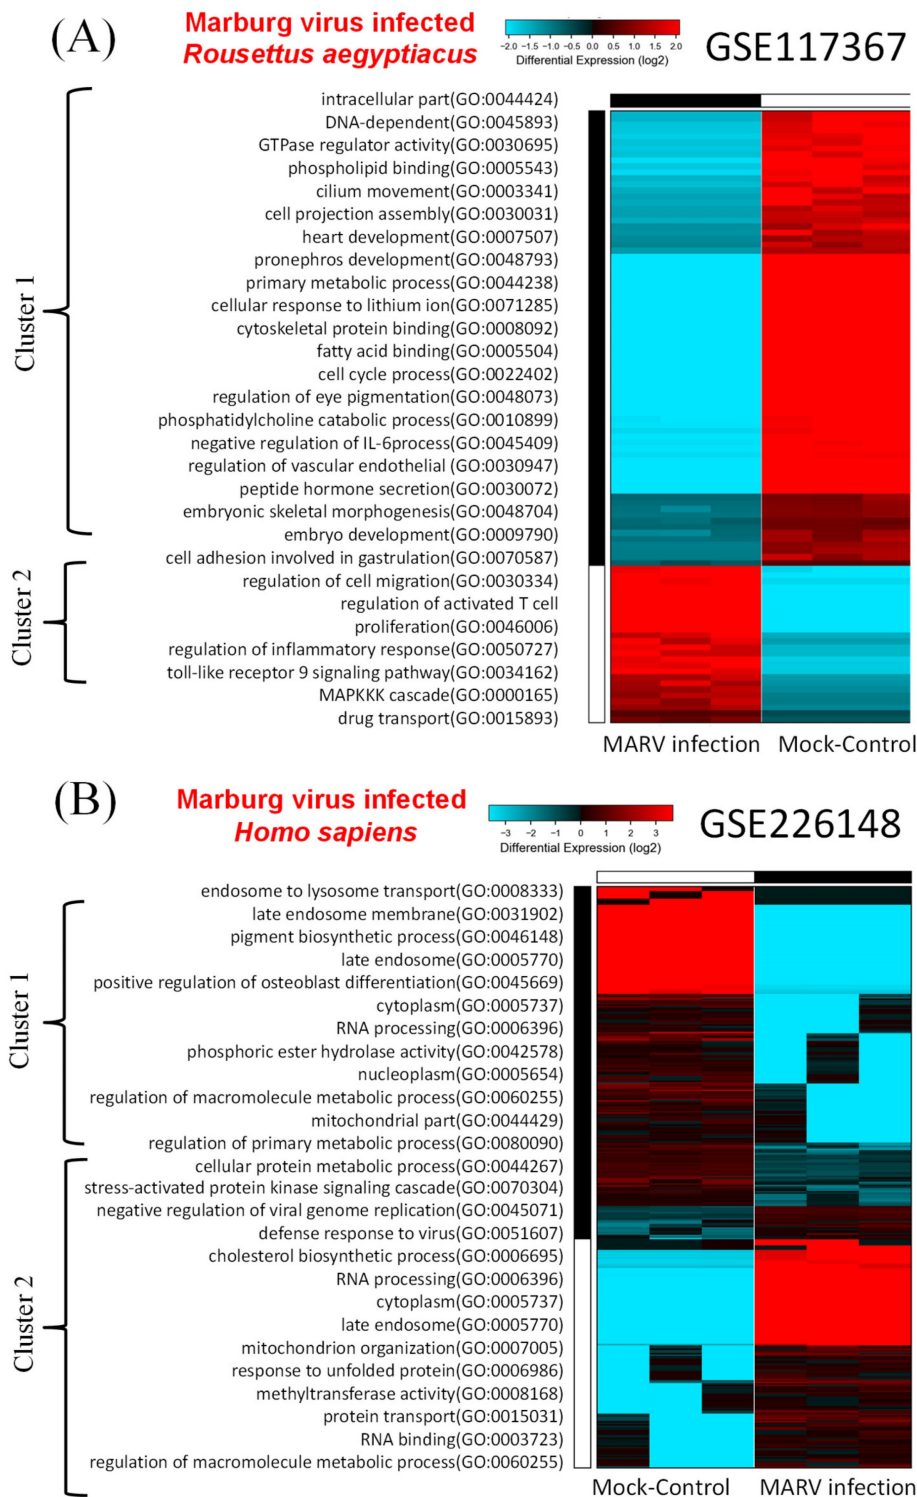 (A)
Marburg virus infected
Rousettus aegyptiacus
−2.0 −1.5 −1.0 −0.5 0.0 0.5 1.0 1.5 2.0
Differential Expression (log2)
GSE117367
intracellular part(GO:0044424)
DNA-dependent(GO:0045893)
GTPase regulator activity(GO:0030695)
phospholipid binding(GO:0005543)
cilium movement(GO:0003341)
cell projection assembly(GO:0030031)
heart development(GO:0007507)
pronephros development(GO:0048793)
primary metabolic process(GO:0044238)
cellular response to lithium ion(GO:0071285)
cytoskeletal protein binding(GO:0008092)
fatty acid binding(GO:0005504)
cell cycle process(GO:0022402)
regulation of eye pigmentation(GO:0048073)
phosphatidylcholine catabolic process(GO:0010899)
negative regulation of IL-6process(GO:0045409)
regulation of vascular endothelial (GO:0030947)
peptide hormone secretion(GO:0030072)
embryonic skeletal morphogenesis(GO:0048704)
embryo development(GO:0009790)
cell adhesion involved in gastrulation(GO:0070587)
regulation of cell migration(GO:0030334)
regulation of activated T cell
proliferation(GO:0046006)
regulation of inflammatory response(GO:0050727)
toll-like receptor 9 signaling pathway(GO:0034162)
MAPKKK cascade(GO:0000165)
drug transport(GO:0015893)
Cluster 1
Cluster 2
MARV infection Mock-Control
(B)
Marburg virus infected
Homo sapiens
−3 −2 −1 0 1 2 3
Differential Expression (log2)
GSE226148
endosome to lysosome transport(GO:0008333)
late endosome membrane(GO:0031902)
pigment biosynthetic process(GO:0046148)
late endosome(GO:0005770)
positive regulation of osteoblast differentiation(GO:0045669)
cytoplasm(GO:0005737)
RNA processing(GO:0006396)
phosphoric ester hydrolase activity(GO:0042578)
nucleoplasm(GO:0005654)
regulation of macromolecule metabolic process(GO:0060255)
mitochondrial part(GO:0044429)
regulation of primary metabolic process(GO:0080090)
cellular protein metabolic process(GO:0044267)
stress-activated protein kinase signaling cascade(GO:0070304)
negative regulation of viral genome replication(GO:0045071)
defense response to virus(GO:0051607)
cholesterol biosynthetic process(GO:0006695)
RNA processing(GO:0006396)
cytoplasm(GO:0005737)
late endosome(GO:0005770)
mitochondrion organization(GO:0007005)
response to unfolded protein(GO:0006986)
methyltransferase activity(GO:0008168)
protein transport(GO:0015031)
RNA binding(GO:0003723)
regulation of macromolecule metabolic process(GO:0060255)
Cluster 1
Cluster 2
Mock-Control MARV infection